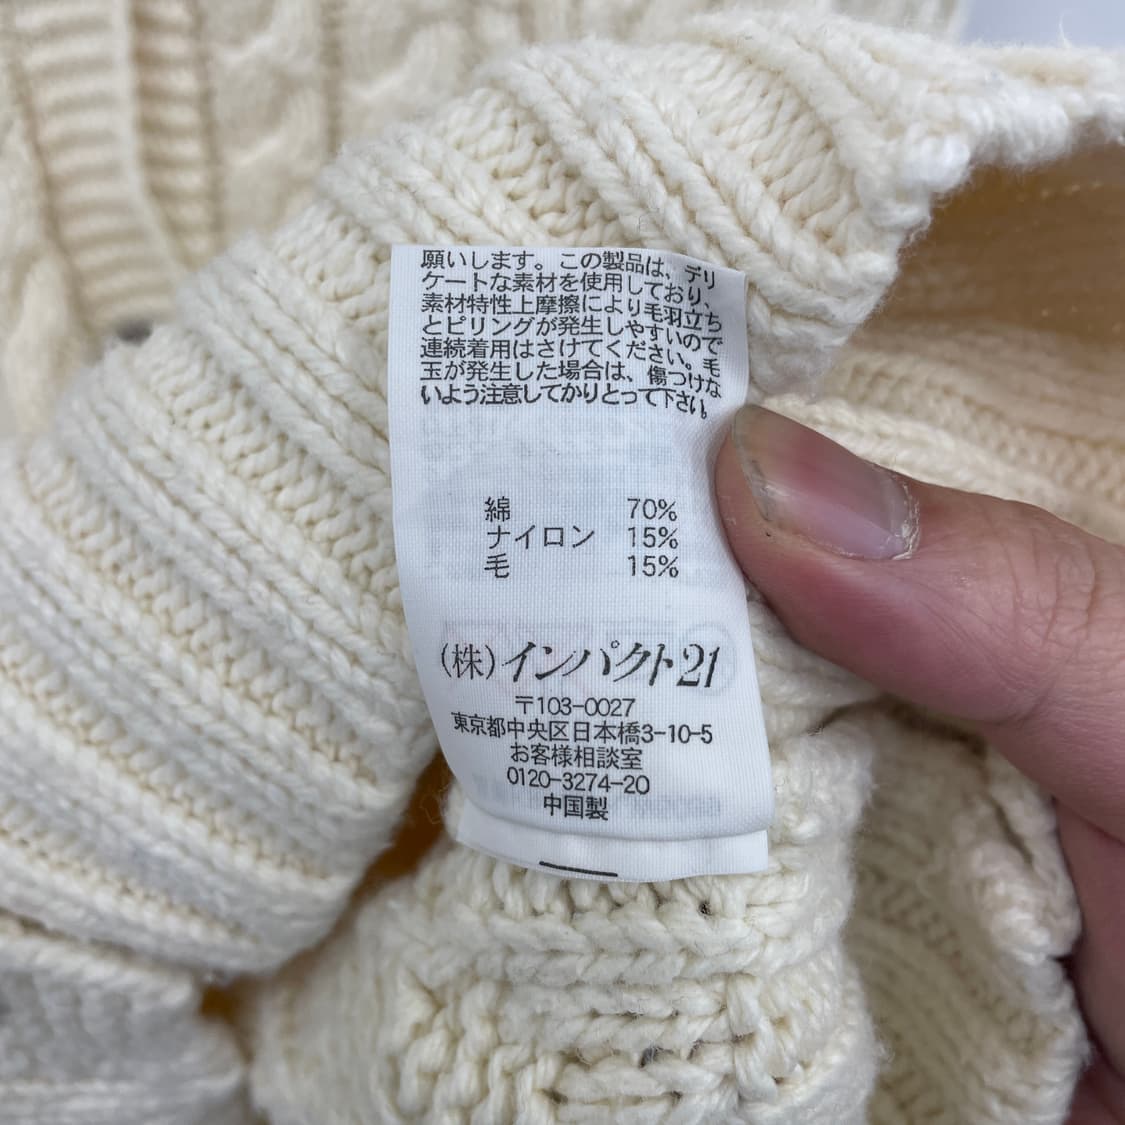 願いします。この製品は、デリ
ケートな素材を使用しており、
素材特性上摩擦により毛羽立ち
とピリングが発生しやすいので
連続着用はさけてください。毛
玉が発生した場合は、傷つけな
いよう注意してかりとって下さい。
綿 70%
ナイロン 15%
毛 15%
(株)インパクト21
〒103-0027
東京都中央区日本橋3-10-5
お客様相談室
0120-3274-20
中国製